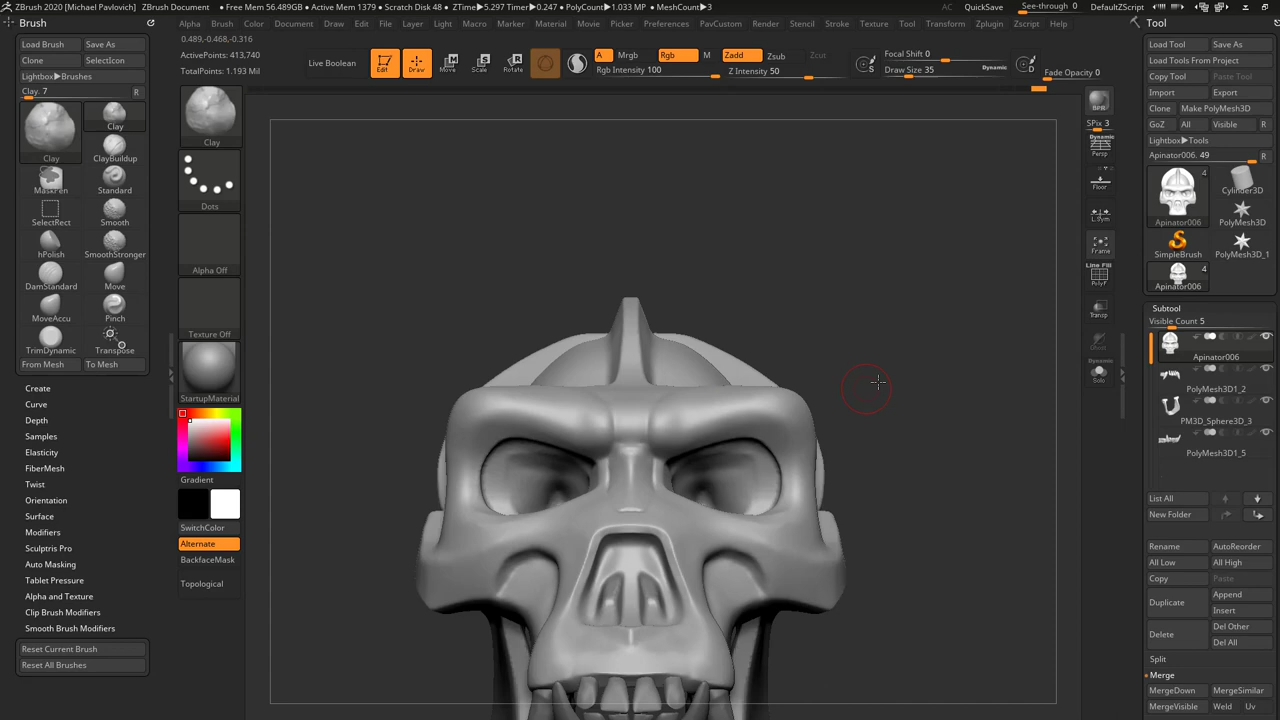 ZBrush 2020 [Michael Pavlovich] ZBrush Document • Free Mem 56.489GB • Active Mem 1379 • Scratch Disk 48 • ZTime▶5.297 Timer▶0.247 • PolyCount▶1.033 MP • MeshCount▶3 AC QuickSave See-through 0 Menus DefaultZScript
Brush Alpha Brush Color Document Draw Edit File Layer Light Macro Marker Material Movie Picker Preferences PavCustom Render Stencil Stroke Texture Tool Transform Zplugin Zscript Help Tool
0.489,-0.468,-0.316
Load Brush Save As
Clone SelectIcon
Lightbox▶Brushes
Clay. 7 R
Clay
Clay
ClayBuildup
MaskPen Standard
SelectRect Smooth
hPolish SmoothStronger
DamStandard Move
MoveAccu Pinch
TrimDynamic Transpose
From Mesh To Mesh
Create
Curve
Depth
Samples
Elasticity
FiberMesh
Twist
Orientation
Surface
Modifiers
Sculptris Pro
Auto Masking
Tablet Pressure
Alpha and Texture
Clip Brush Modifiers
Smooth Brush Modifiers
Reset Current Brush
Reset All Brushes
ActivePoints: 413,740
TotalPoints: 1.193 Mil
Live Boolean
Edit Draw Move Scale Rotate
A Mrgb Rgb M Zadd Zsub Zcut
Rgb Intensity 100 Z Intensity 50
S
Focal Shift 0
Draw Size 35 Dynamic
D
Fade Opacity 0
Clay
Dots
Alpha Off
Texture Off
StartupMaterial
Gradient
SwitchColor
Alternate
BackfaceMask
Topological
BPR
SPix 3
Dynamic
Persp
Floor
L.Sym
Frame
Line Fill
PolyF
Transp
Ghost
Dynamic
Solo
Load Tool Save As
Load Tools From Project
Copy Tool Paste Tool
Import Export
Clone Make PolyMesh3D
GoZ All Visible R
Lightbox▶Tools
Apinator006. 49 R
4
Apinator006
Cylinder3D
PolyMesh3D
SimpleBrush PolyMesh3D_1
4
Apinator006
Subtool
Visible Count 5
Apinator006
PolyMesh3D1_2
PM3D_Sphere3D_3
PolyMesh3D1_5
List All
New Folder
Rename AutoReorder
All Low All High
Copy Paste
Duplicate Append
Insert
Delete Del Other
Del All
Split
Merge
MergeDown MergeSimilar
MergeVisible Weld Uv